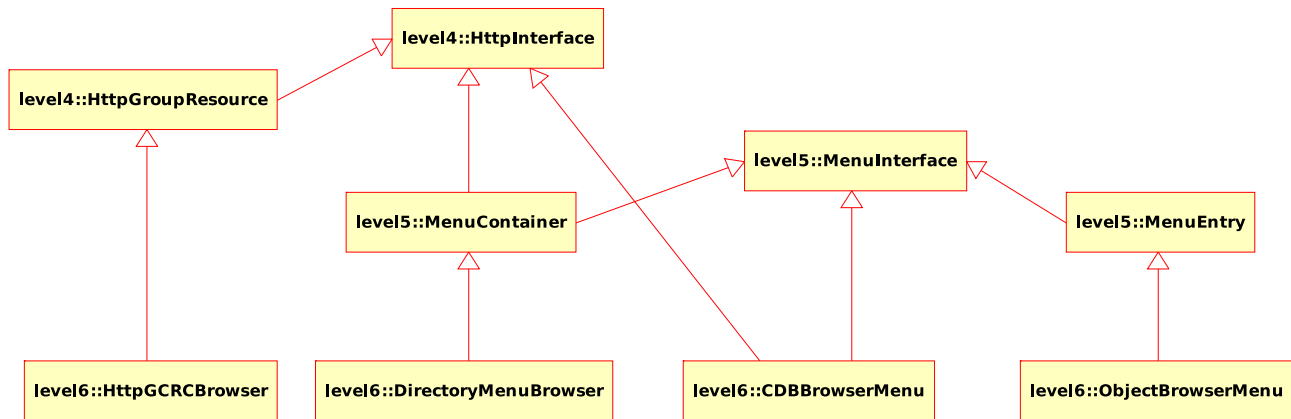 level4::HttpInterface
level4::HttpGroupResource
level5::MenuInterface
level5::MenuContainer
level5::MenuEntry
level6::HttpGCRCBrowser
level6::DirectoryMenuBrowser
level6::CDBBrowserMenu
level6::ObjectBrowserMenu